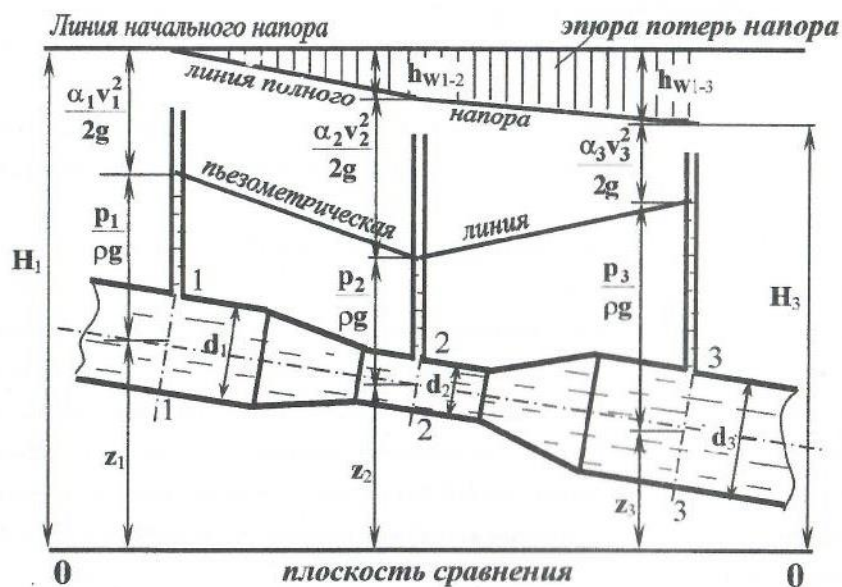 Линия начального напора
эпюра потерь напора
h_w1-2
h_w1-3
линия полного
напора
α₁v₁²
2g
α₂v₂²
2g
α₃v₃²
2g
пьезометрическая
линия
p₁
ρg
p₂
ρg
p₃
ρg
H₁
H₃
1
d₁
1
2
d₂
2
3
d₃
3
z₁
z₂
z₃
0
плоскость сравнения
0